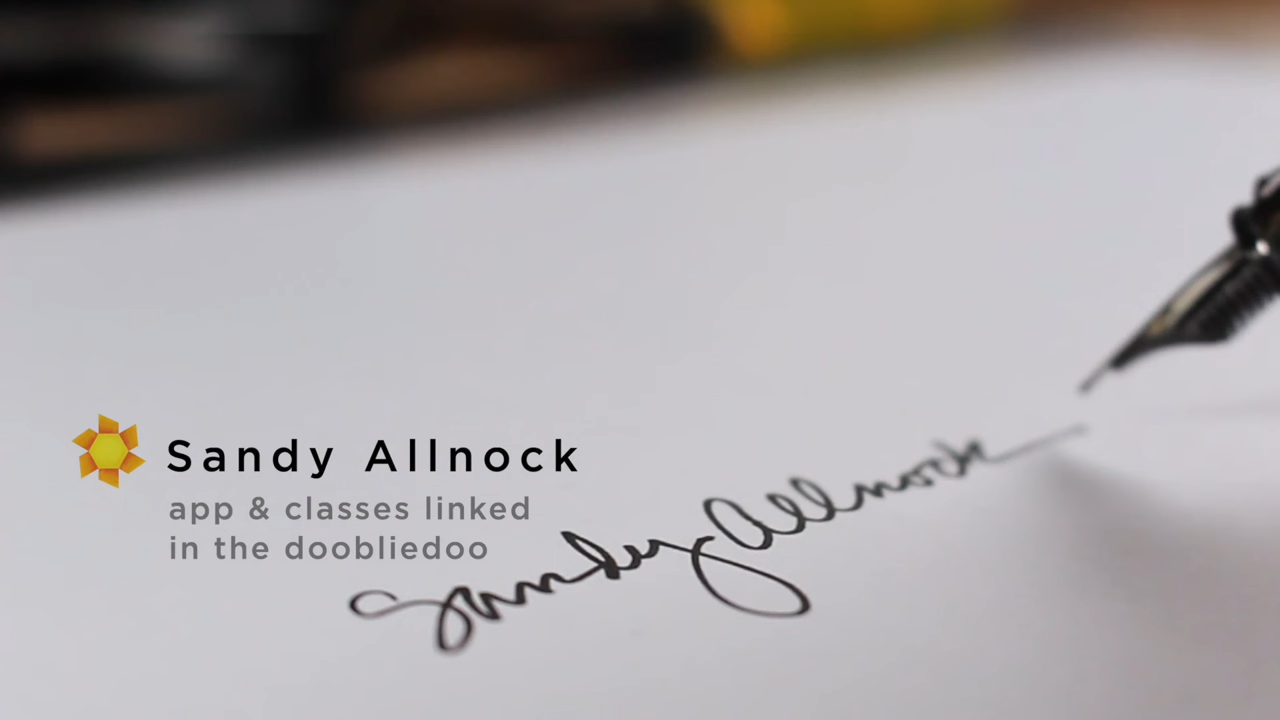 Sandy Allnock
app & classes linked
in the doobliedoo
Sandy Allnock